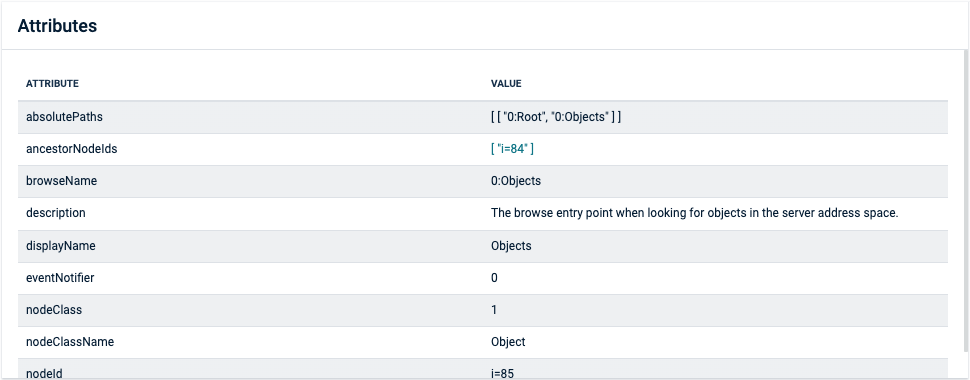 Attributes
ATTRIBUTE VALUE
absolutePaths [ [ "0:Root", "0:Objects" ] ]
ancestorNodeIds [ "i=84" ]
browseName 0:Objects
description The browse entry point when looking for objects in the server address space.
displayName Objects
eventNotifier 0
nodeClass 1
nodeClassName Object
nodeId i=85